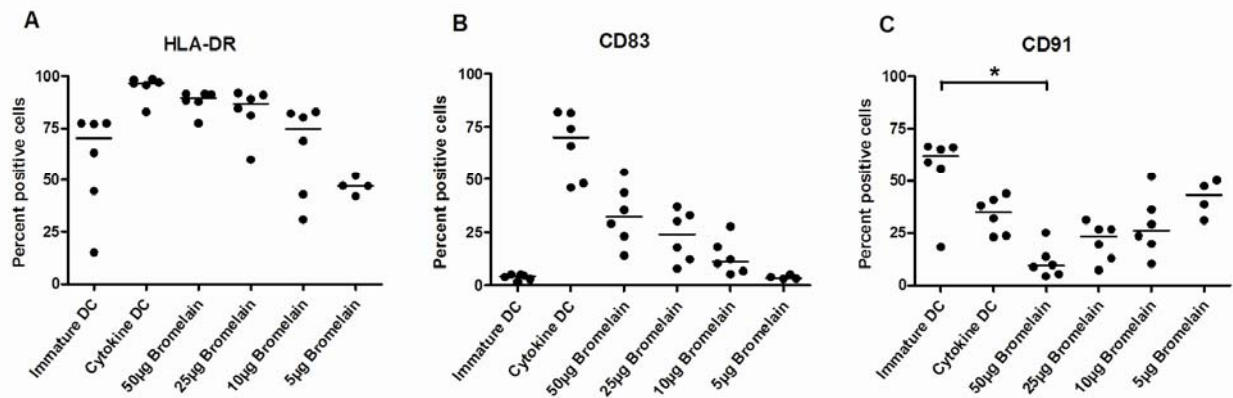 A
HLA-DR
Percent positive cells
100
75
50
25
0
Immature DC
Cytokine DC
50µg Bromelain
25µg Bromelain
10µg Bromelain
5µg Bromelain
B
CD83
Percent positive cells
100
75
50
25
0
Immature DC
Cytokine DC
50µg Bromelain
25µg Bromelain
10µg Bromelain
5µg Bromelain
C
CD91
*
Percent positive cells
100
75
50
25
0
Immature DC
Cytokine DC
50µg Bromelain
25µg Bromelain
10µg Bromelain
5µg Bromelain